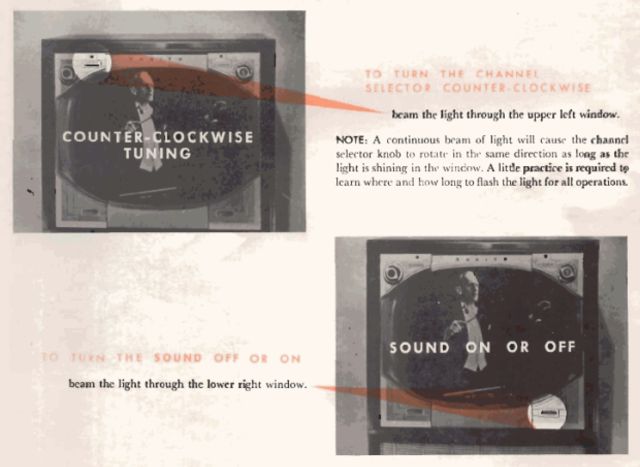 ZENITH
COUNTER-CLOCKWISE
TUNING
TO TURN THE CHANNEL
SELECTOR COUNTER-CLOCKWISE
beam the light through the upper left window.
NOTE: A continuous beam of light will cause the channel
selector knob to rotate in the same direction as long as the
light is shining in the window. A little practice is required to
learn where and how long to flash the light for all operations.
ZENITH
SOUND ON OR OFF
TO TURN THE SOUND OFF OR ON
beam the light through the lower right window.